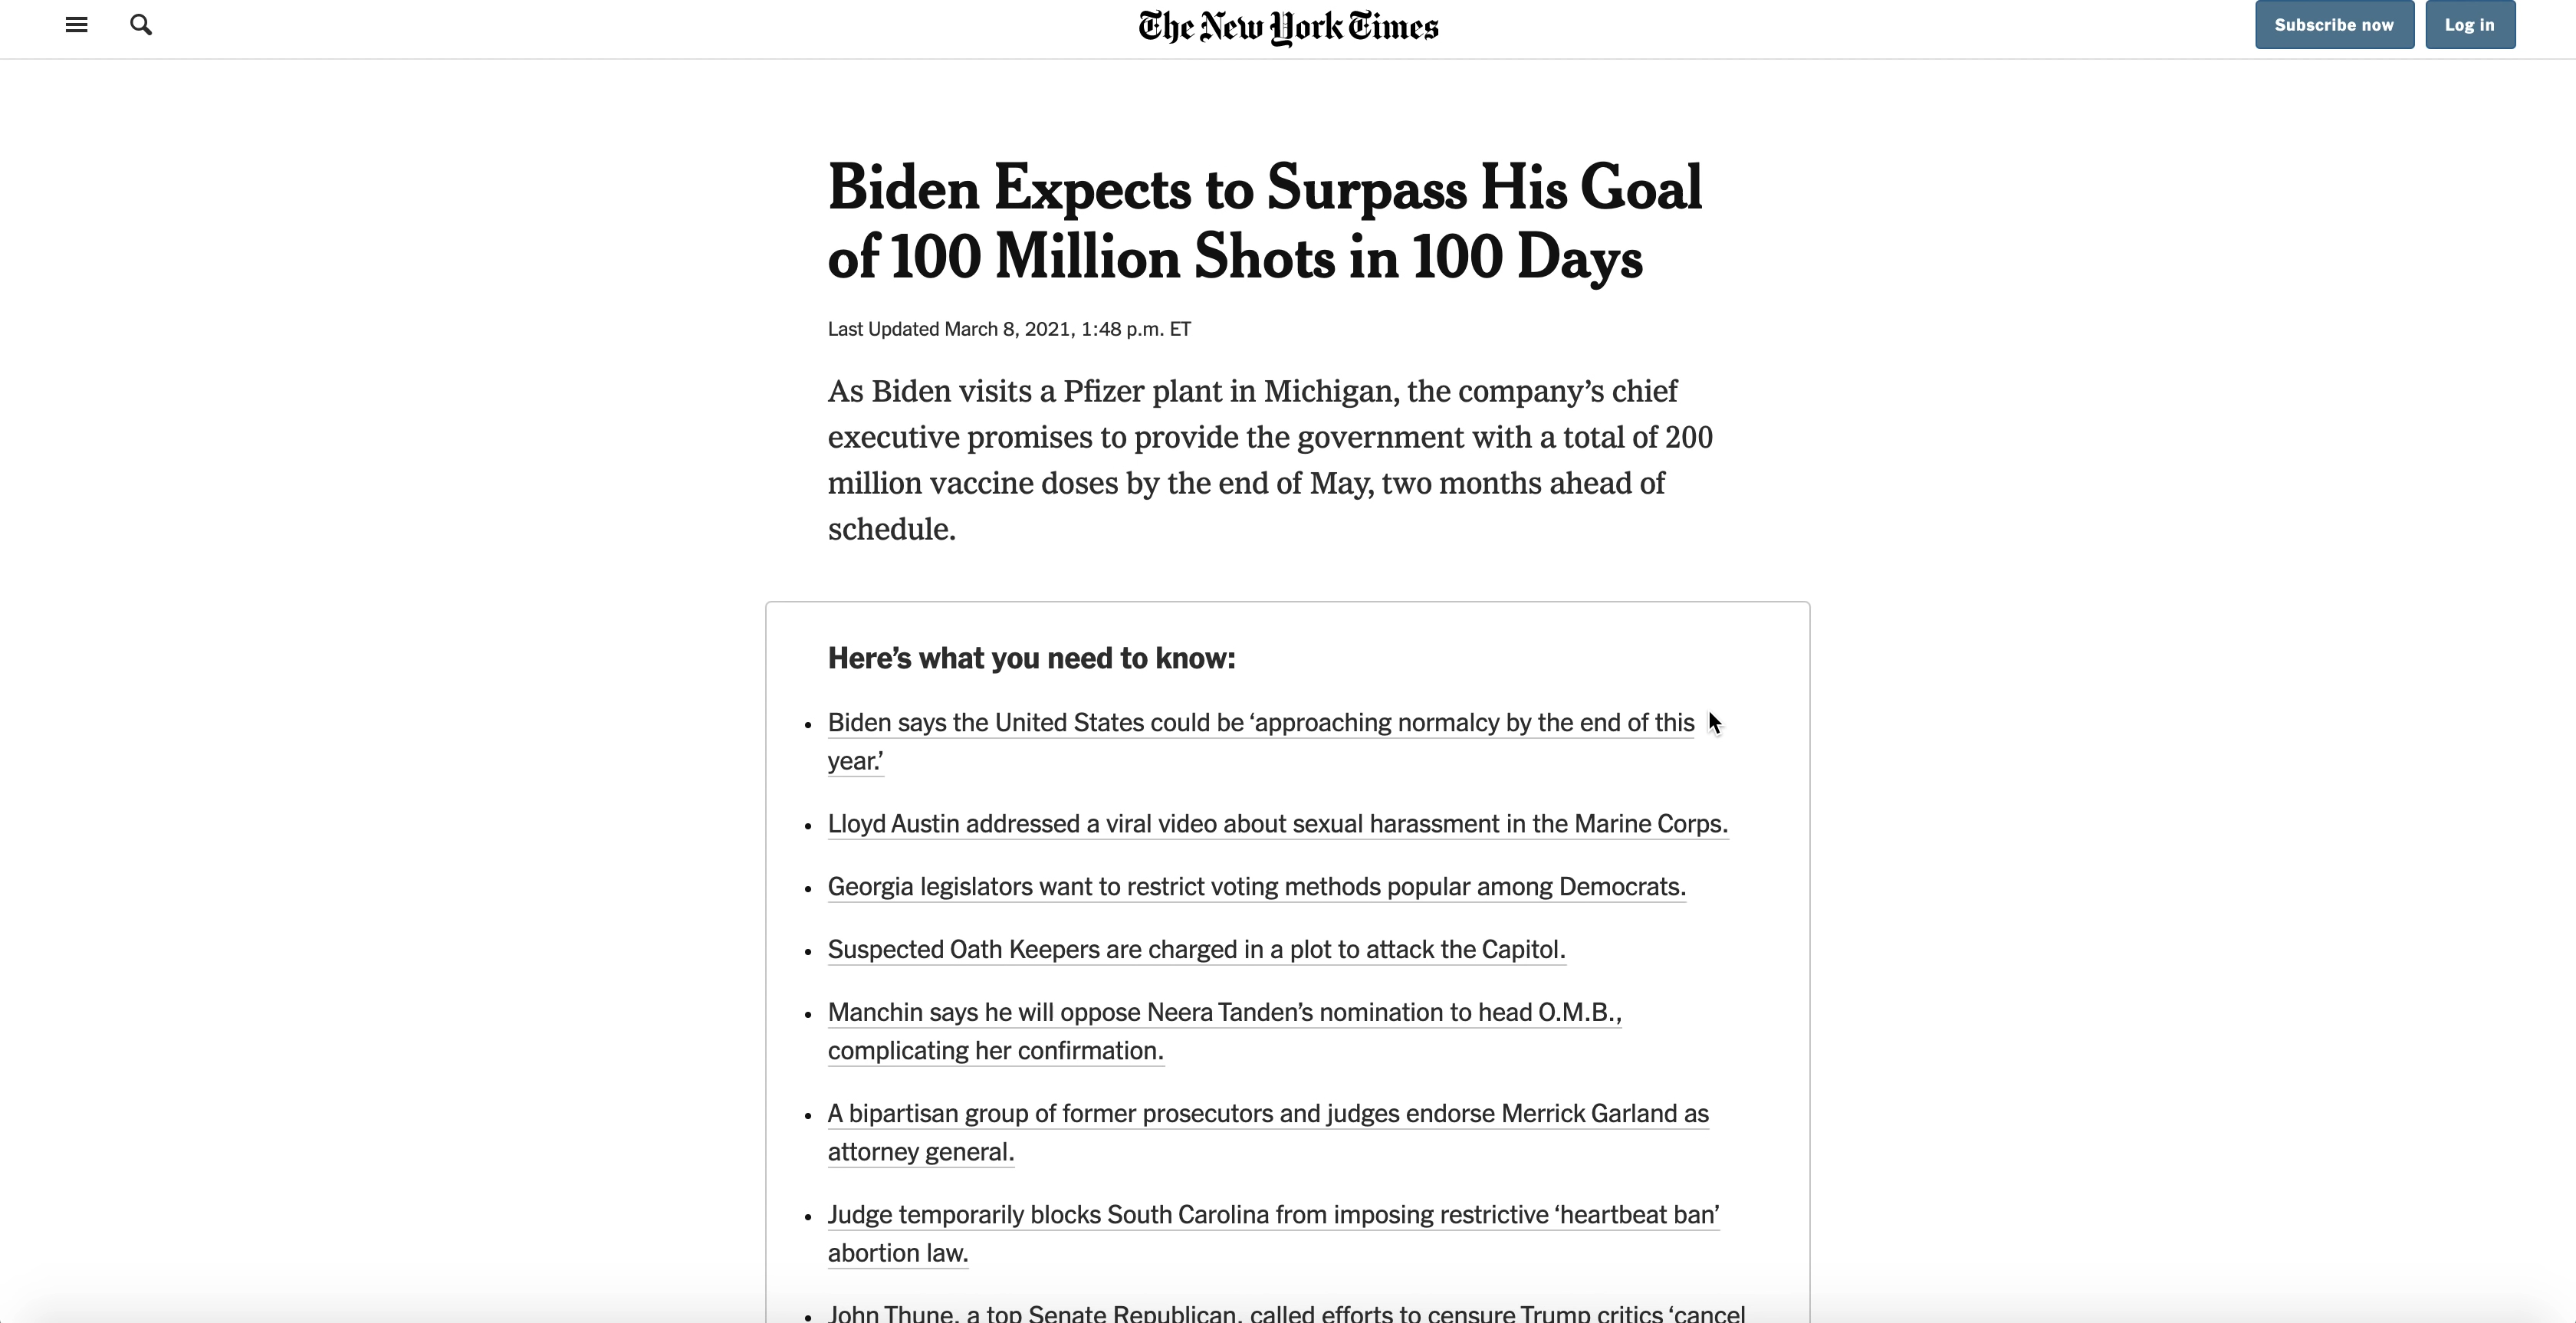 The New York Times
Subscribe now
Log in
Biden Expects to Surpass His Goal
of 100 Million Shots in 100 Days
Last Updated March 8, 2021, 1:48 p.m. ET
As Biden visits a Pfizer plant in Michigan, the company’s chief
executive promises to provide the government with a total of 200
million vaccine doses by the end of May, two months ahead of
schedule.
Here’s what you need to know:
• Biden says the United States could be ‘approaching normalcy by the end of this
year.’
• Lloyd Austin addressed a viral video about sexual harassment in the Marine Corps.
• Georgia legislators want to restrict voting methods popular among Democrats.
• Suspected Oath Keepers are charged in a plot to attack the Capitol.
• Manchin says he will oppose Neera Tanden’s nomination to head O.M.B.,
complicating her confirmation.
• A bipartisan group of former prosecutors and judges endorse Merrick Garland as
attorney general.
• Judge temporarily blocks South Carolina from imposing restrictive ‘heartbeat ban’
abortion law.
• John Thune, a top Senate Republican, called efforts to censure Trump critics ‘cancel